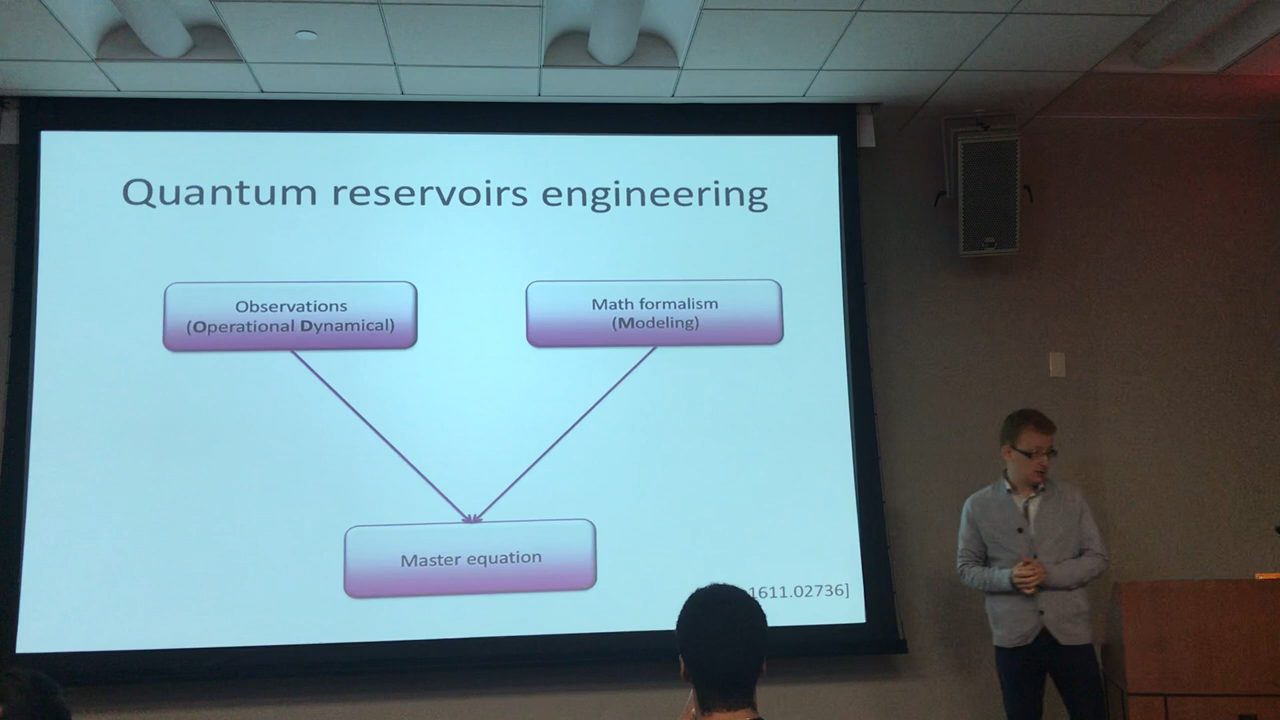 Quantum reservoirs engineering
Observations
(Operational Dynamical)
Math formalism
(Modeling)
Master equation
1611.02736]